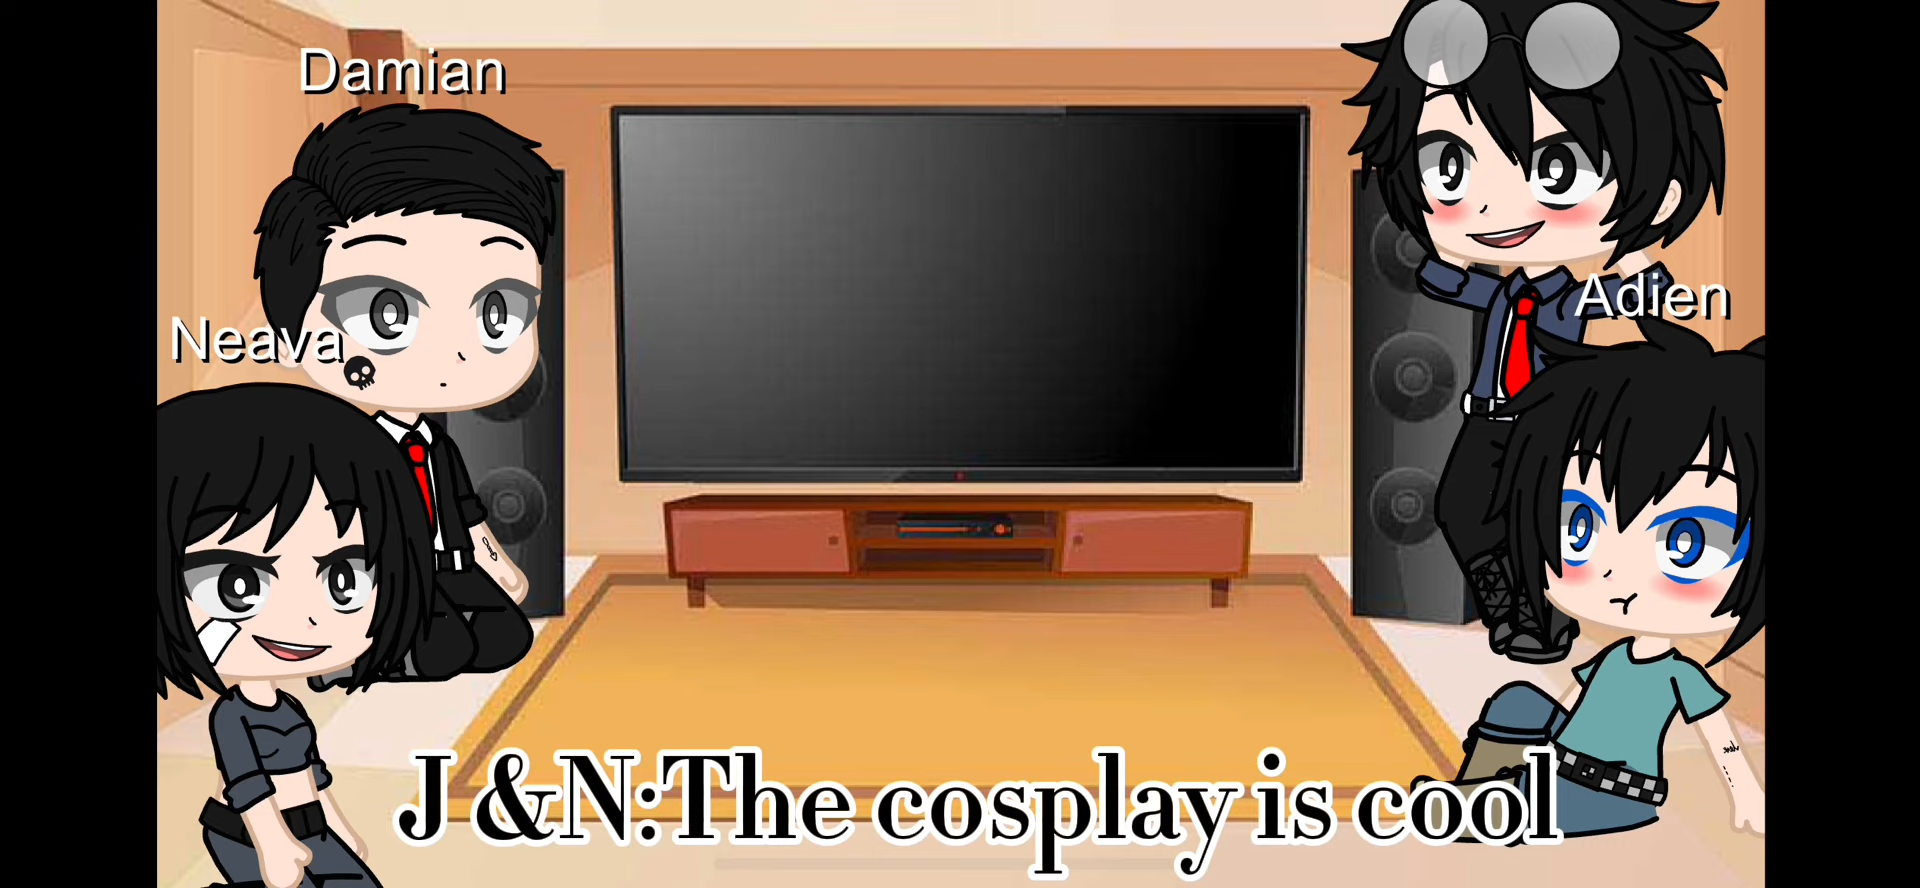 Damian
Neava
Adien
J &N:The cosplay is cool